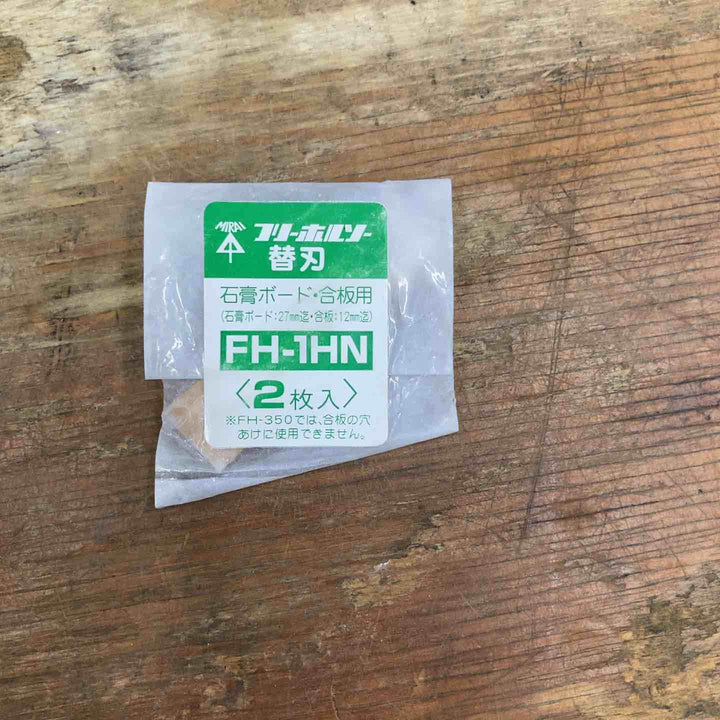 MIRAI
フリーホルソー
替刃
石膏ボード・合板用
(石膏ボード:27mm迄・合板:12mm迄)
FH-1HN
〈2枚入〉
※FH-350では、合板の穴
あけに使用できません。